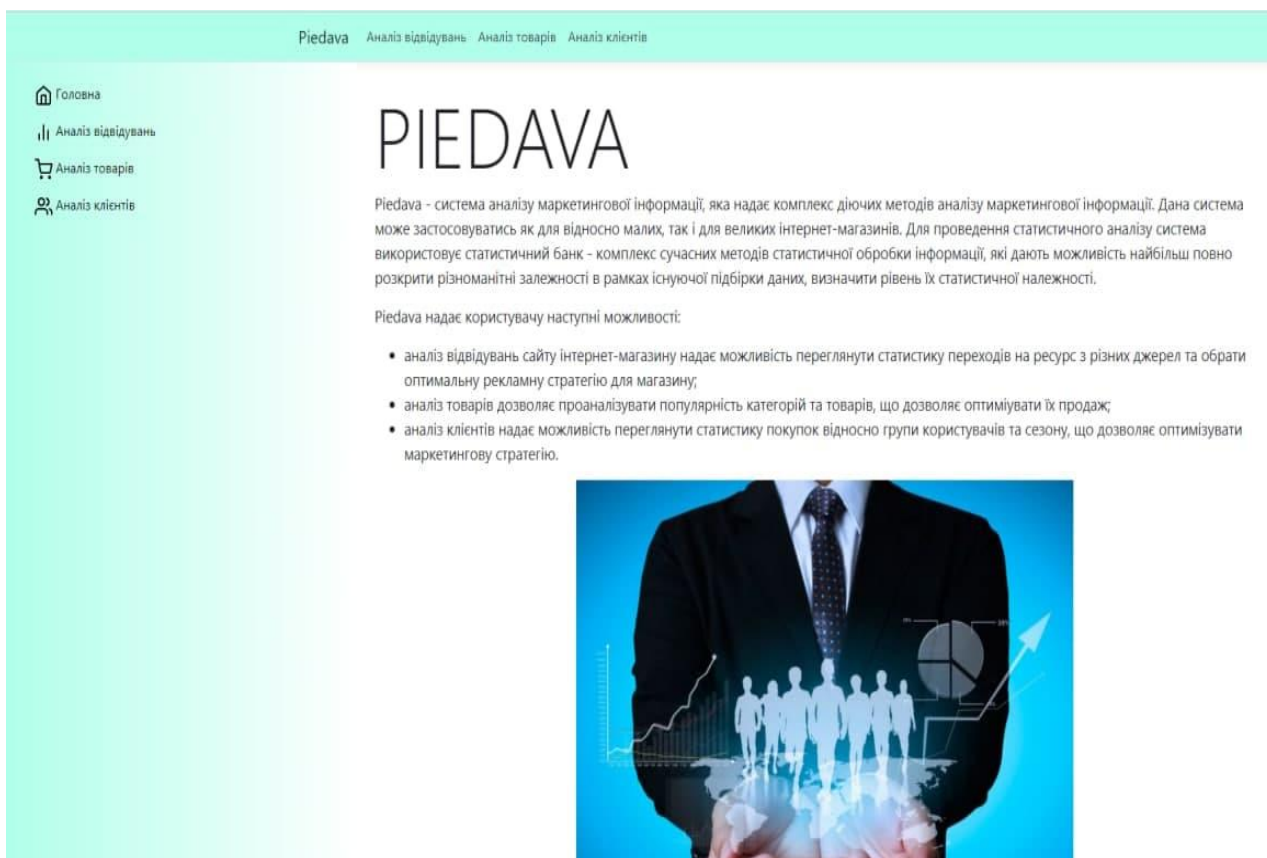 Piedava Аналіз відвідувань Аналіз товарів Аналіз клієнтів
Головна
Аналіз відвідувань
Аналіз товарів
Аналіз клієнтів
PIEDAVA
Piedava - система аналізу маркетингової інформації, яка надає комплекс діючих методів аналізу маркетингової інформації. Дана система
може застосовуватись як для відносно малих, так і для великих інтернет-магазинів. Для проведення статистичного аналізу система
використовує статистичний банк - комплекс сучасних методів статистичної обробки інформації, які дають можливість найбільш повно
розкрити різноманітні залежності в рамках існуючої підбірки даних, визначити рівень їх статистичної належності.
Piedava надає користувачу наступні можливості:
• аналіз відвідувань сайту інтернет-магазину надає можливість переглянути статистику переходів на ресурс з різних джерел та обрати
оптимальну рекламну стратегію для магазину;
• аналіз товарів дозволяє проаналізувати популярність категорій та товарів, що дозволяє оптиміувати їх продаж;
• аналіз клієнтів надає можливість переглянути статистику покупок відносно групи користувачів та сезону, що дозволяє оптимізувати
маркетингову стратегію.